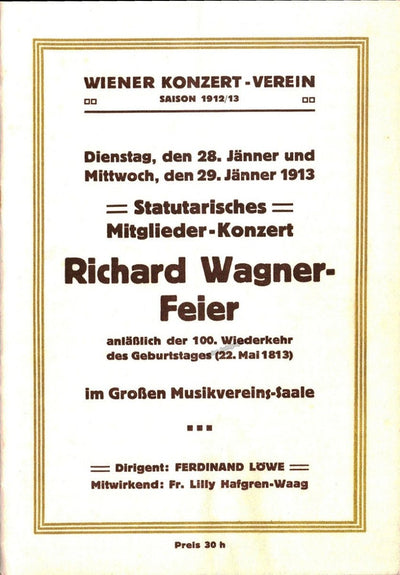 WIENER KONZERT-VEREIN
SAISON 1912/13
Dienstag, den 28. Jänner und
Mittwoch, den 29. Jänner 1913
Statutarisches
Mitglieder-Konzert
Richard Wagner-
Feier
anläßlich der 100. Wiederkehr
des Geburtstages (22. Mai 1813)
im Großen Musikvereins-Saale
Dirigent: FERDINAND LÖWE
Mitwirkend: Fr. Lilly Hafgren-Waag
Preis 30 h